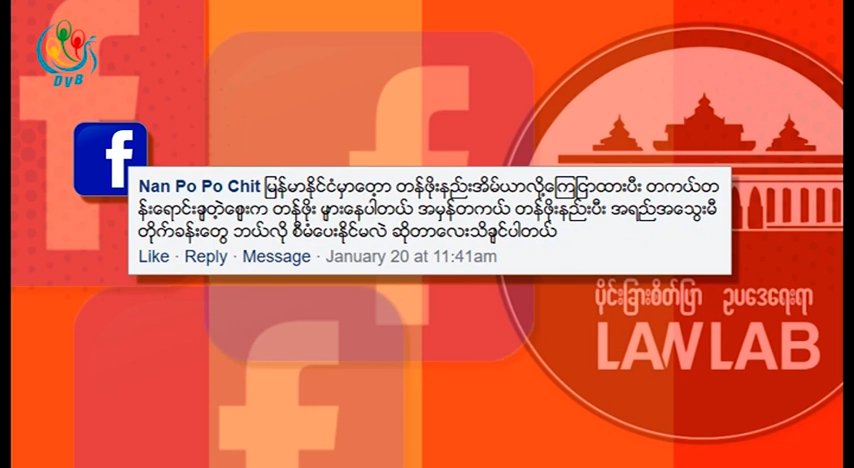 DVB
Nan Po Po Chit မြန်မာနိုင်ငံမှာတော့ တန်ဖိုးနည်းအိမ်ယာလို့ကြေငြာထားပီး တကယ်တ
န်းရောင်းချတဲ့ဈေးက တန်ဖိုး မွားနေပါတယ် အမှန်တကယ် တန်ဖိုးနည်းပီး အရည်အသွေးမီ
တိုက်ခန်းတွေ ဘယ်လို စီမံပေးနိုင်မလဲ ဆိုတာလေးသိချင်ပါတယ်
Like · Reply · Message · January 20 at 11:41am
ပိုင်းခြားစိတ်ဖြာ ဥပဒေရေးရာ
LAW LAB